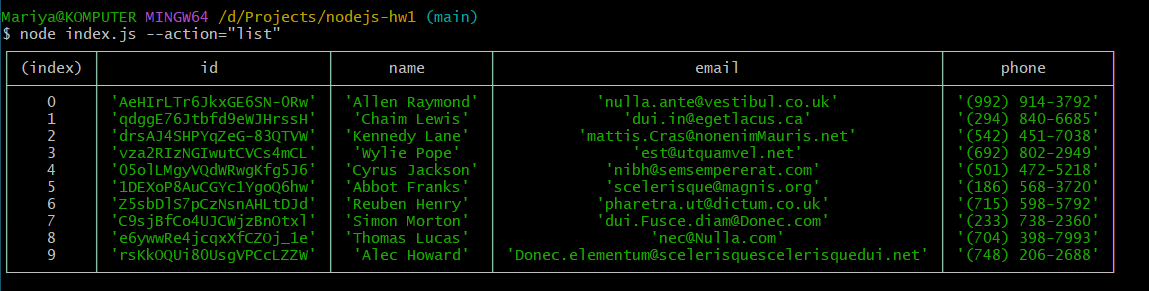 Mariya@KOMPUTER MINGW64 /d/Projects/nodejs-hw1 (main)
$ node index.js --action="list"
(index) id name email phone
0 'AeHIrLTr6JkxGE6SN-0Rw' 'Allen Raymond' 'nulla.ante@vestibul.co.uk' '(992) 914-3792'
1 'qdggE76Jtbfd9eWJHrssH' 'Chaim Lewis' 'dui.in@egetlacus.ca' '(294) 840-6685'
2 'drsAJ4SHPYqZeG-83QTVW' 'Kennedy Lane' 'mattis.Cras@nonenimMauris.net' '(542) 451-7038'
3 'vza2RIzNGIwutCVCs4mCL' 'Wylie Pope' 'est@utquamvel.net' '(692) 802-2949'
4 '05olLMgyVQdWRwgKfg5J6' 'Cyrus Jackson' 'nibh@semsempererat.com' '(501) 472-5218'
5 '1DEXoP8AuCGYc1YgoQ6hw' 'Abbot Franks' 'scelerisque@magnis.org' '(186) 568-3720'
6 'Z5sbDlS7pCzNsnAHLtDJd' 'Reuben Henry' 'pharetra.ut@dictum.co.uk' '(715) 598-5792'
7 'C9sjBfCo4UJCWjzBnOtxl' 'Simon Morton' 'dui.Fusce.diam@Donec.com' '(233) 738-2360'
8 'e6ywwRe4jcqxXfCZOj_1e' 'Thomas Lucas' 'nec@Nulla.com' '(704) 398-7993'
9 'rsKkOQUi80UsgVPCcLZZW' 'Alec Howard' 'Donec.elementum@scelerisquescelerisquedui.net' '(748) 206-2688'